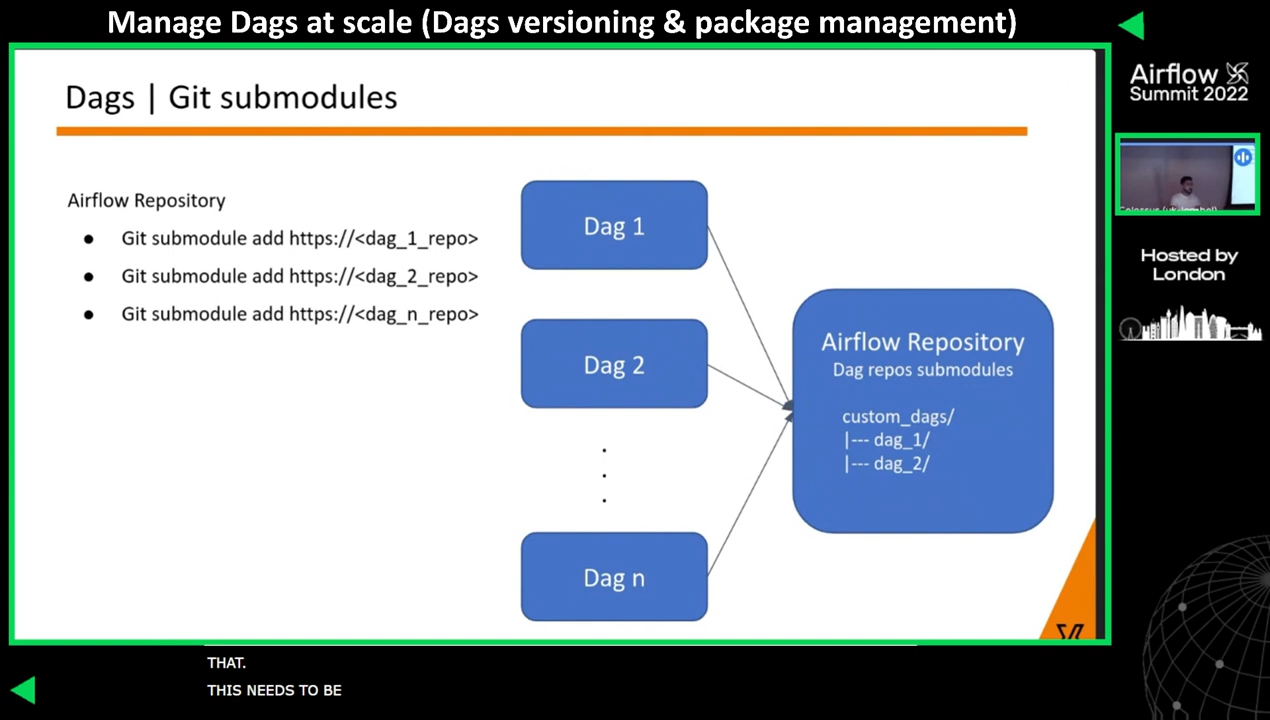 Manage Dags at scale (Dags versioning & package management)
Dags | Git submodules
Airflow Repository
● Git submodule add https://<dag_1_repo>
● Git submodule add https://<dag_2_repo>
● Git submodule add https://<dag_n_repo>
Dag 1
Dag 2
.
.
.
Dag n
Airflow Repository
Dag repos submodules
custom_dags/
|--- dag_1/
|--- dag_2/
Airflow
Summit 2022
Hosted by
London
THAT.
THIS NEEDS TO BE